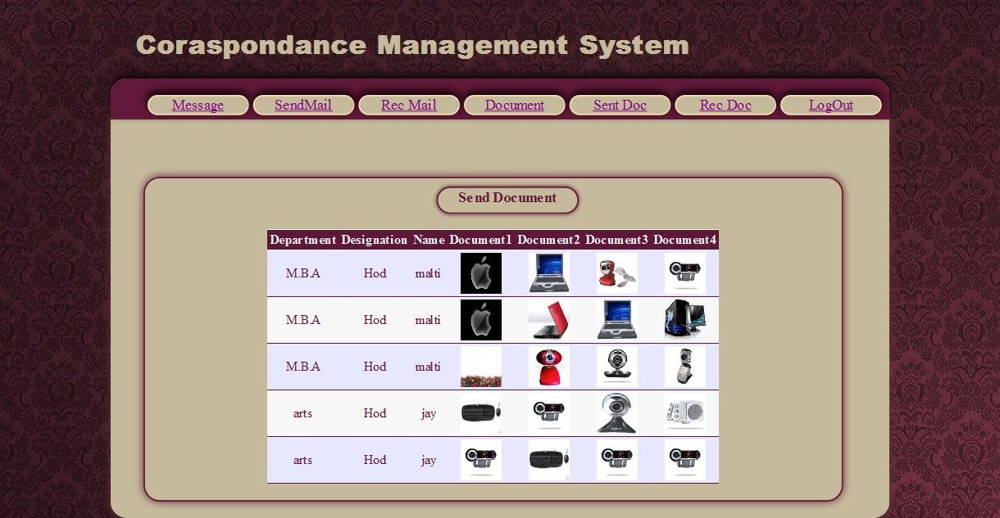 Coraspondance Management System
Message SendMail Rec Mail Document Sent Doc Rec Doc LogOut
Send Document
Department Designation Name Document1 Document2 Document3 Document4
M.B.A Hod malti
M.B.A Hod malti
M.B.A Hod malti
arts Hod jay
arts Hod jay